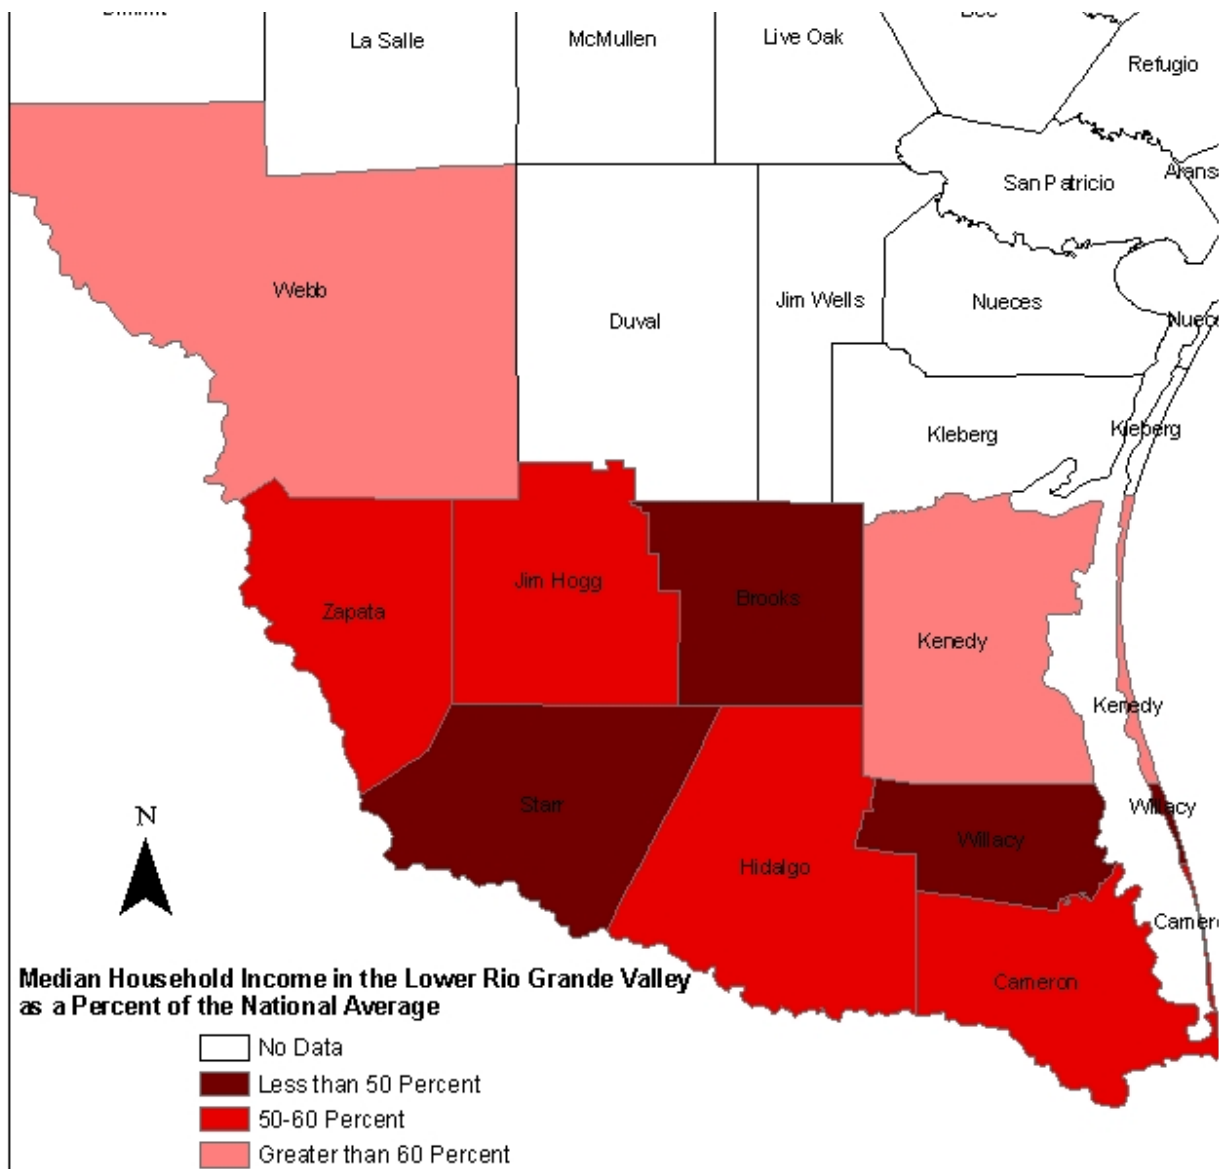 La Salle
McMullen
Live Oak
Refugio
San Patricio
Webb
Duval
Jim Wells
Nueces
Kleberg
Kleberg
Zapata
Jim Hogg
Brooks
Kenedy
Kenedy
Starr
Willacy
Willacy
Hidalgo
Cameron
N
Median Household Income in the Lower Rio Grande Valley
as a Percent of the National Average
No Data
Less than 50 Percent
50-60 Percent
Greater than 60 Percent